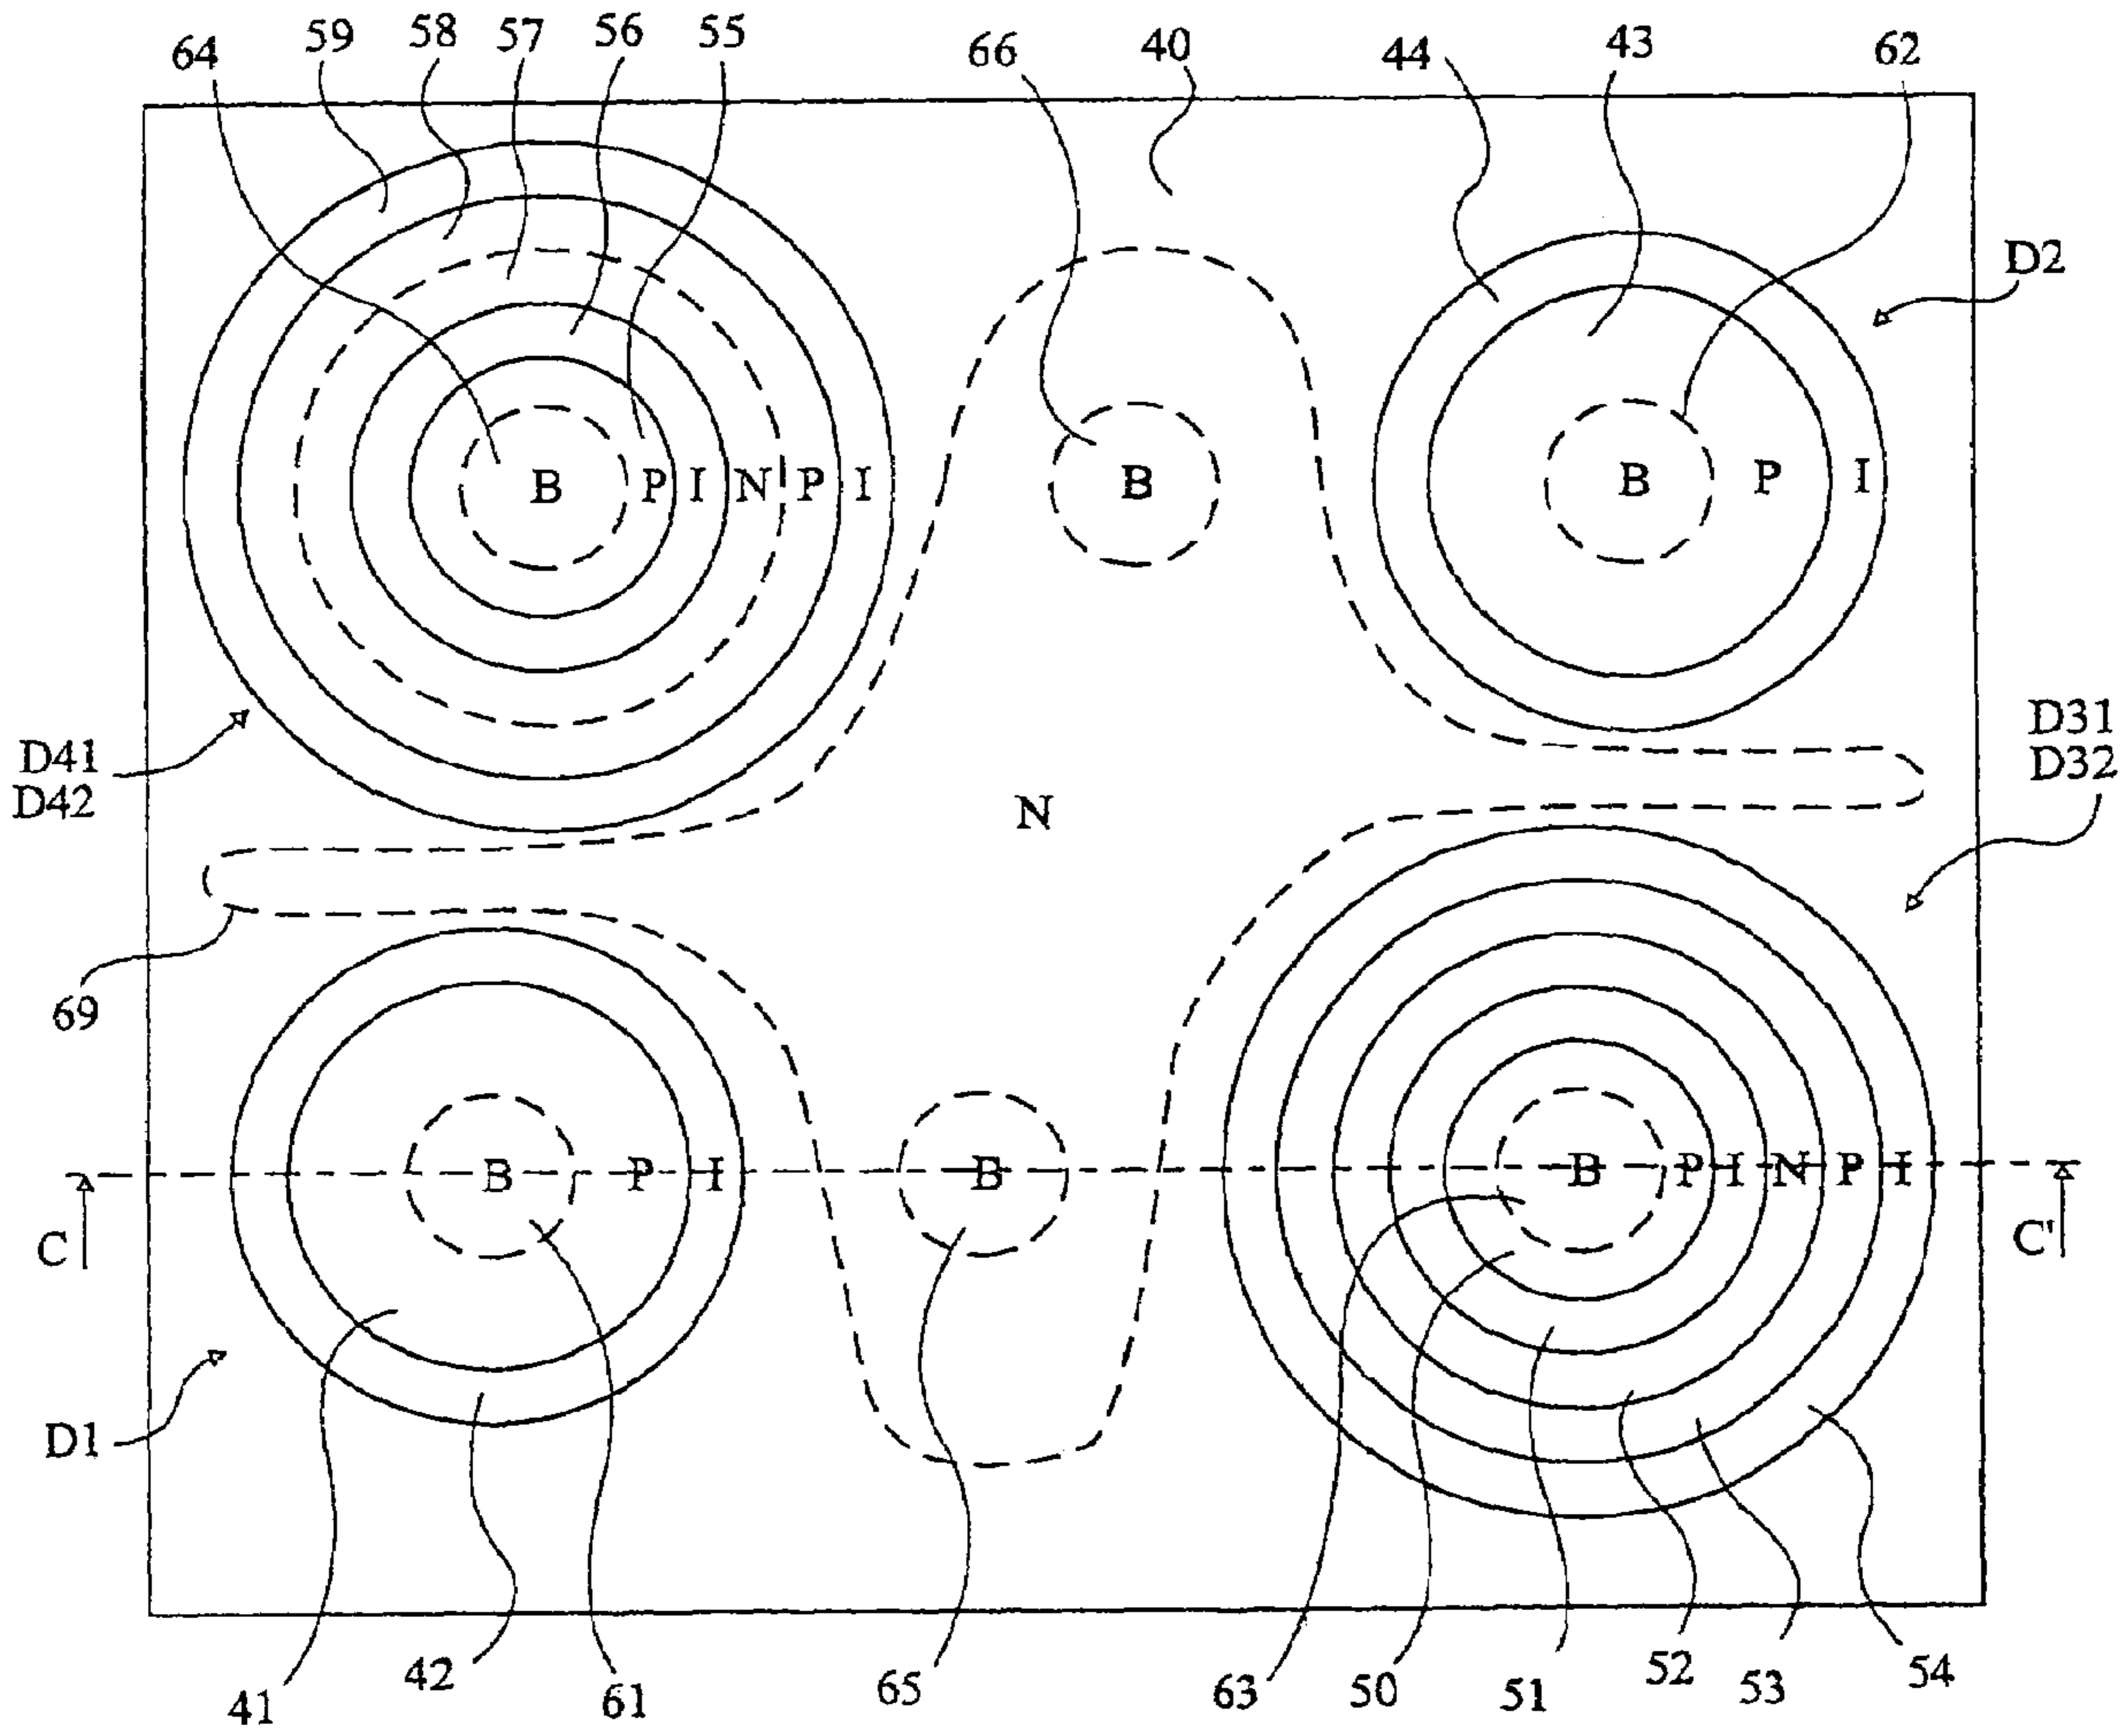 64 59 58 57 56 55 66 40 44 43 62
D2
B P I N P I B B P I
D31
D41 D32
D42 N
69
B P I B B P I N P I
C C'
D1
41 42 61 65 63 50 51 52 53 54